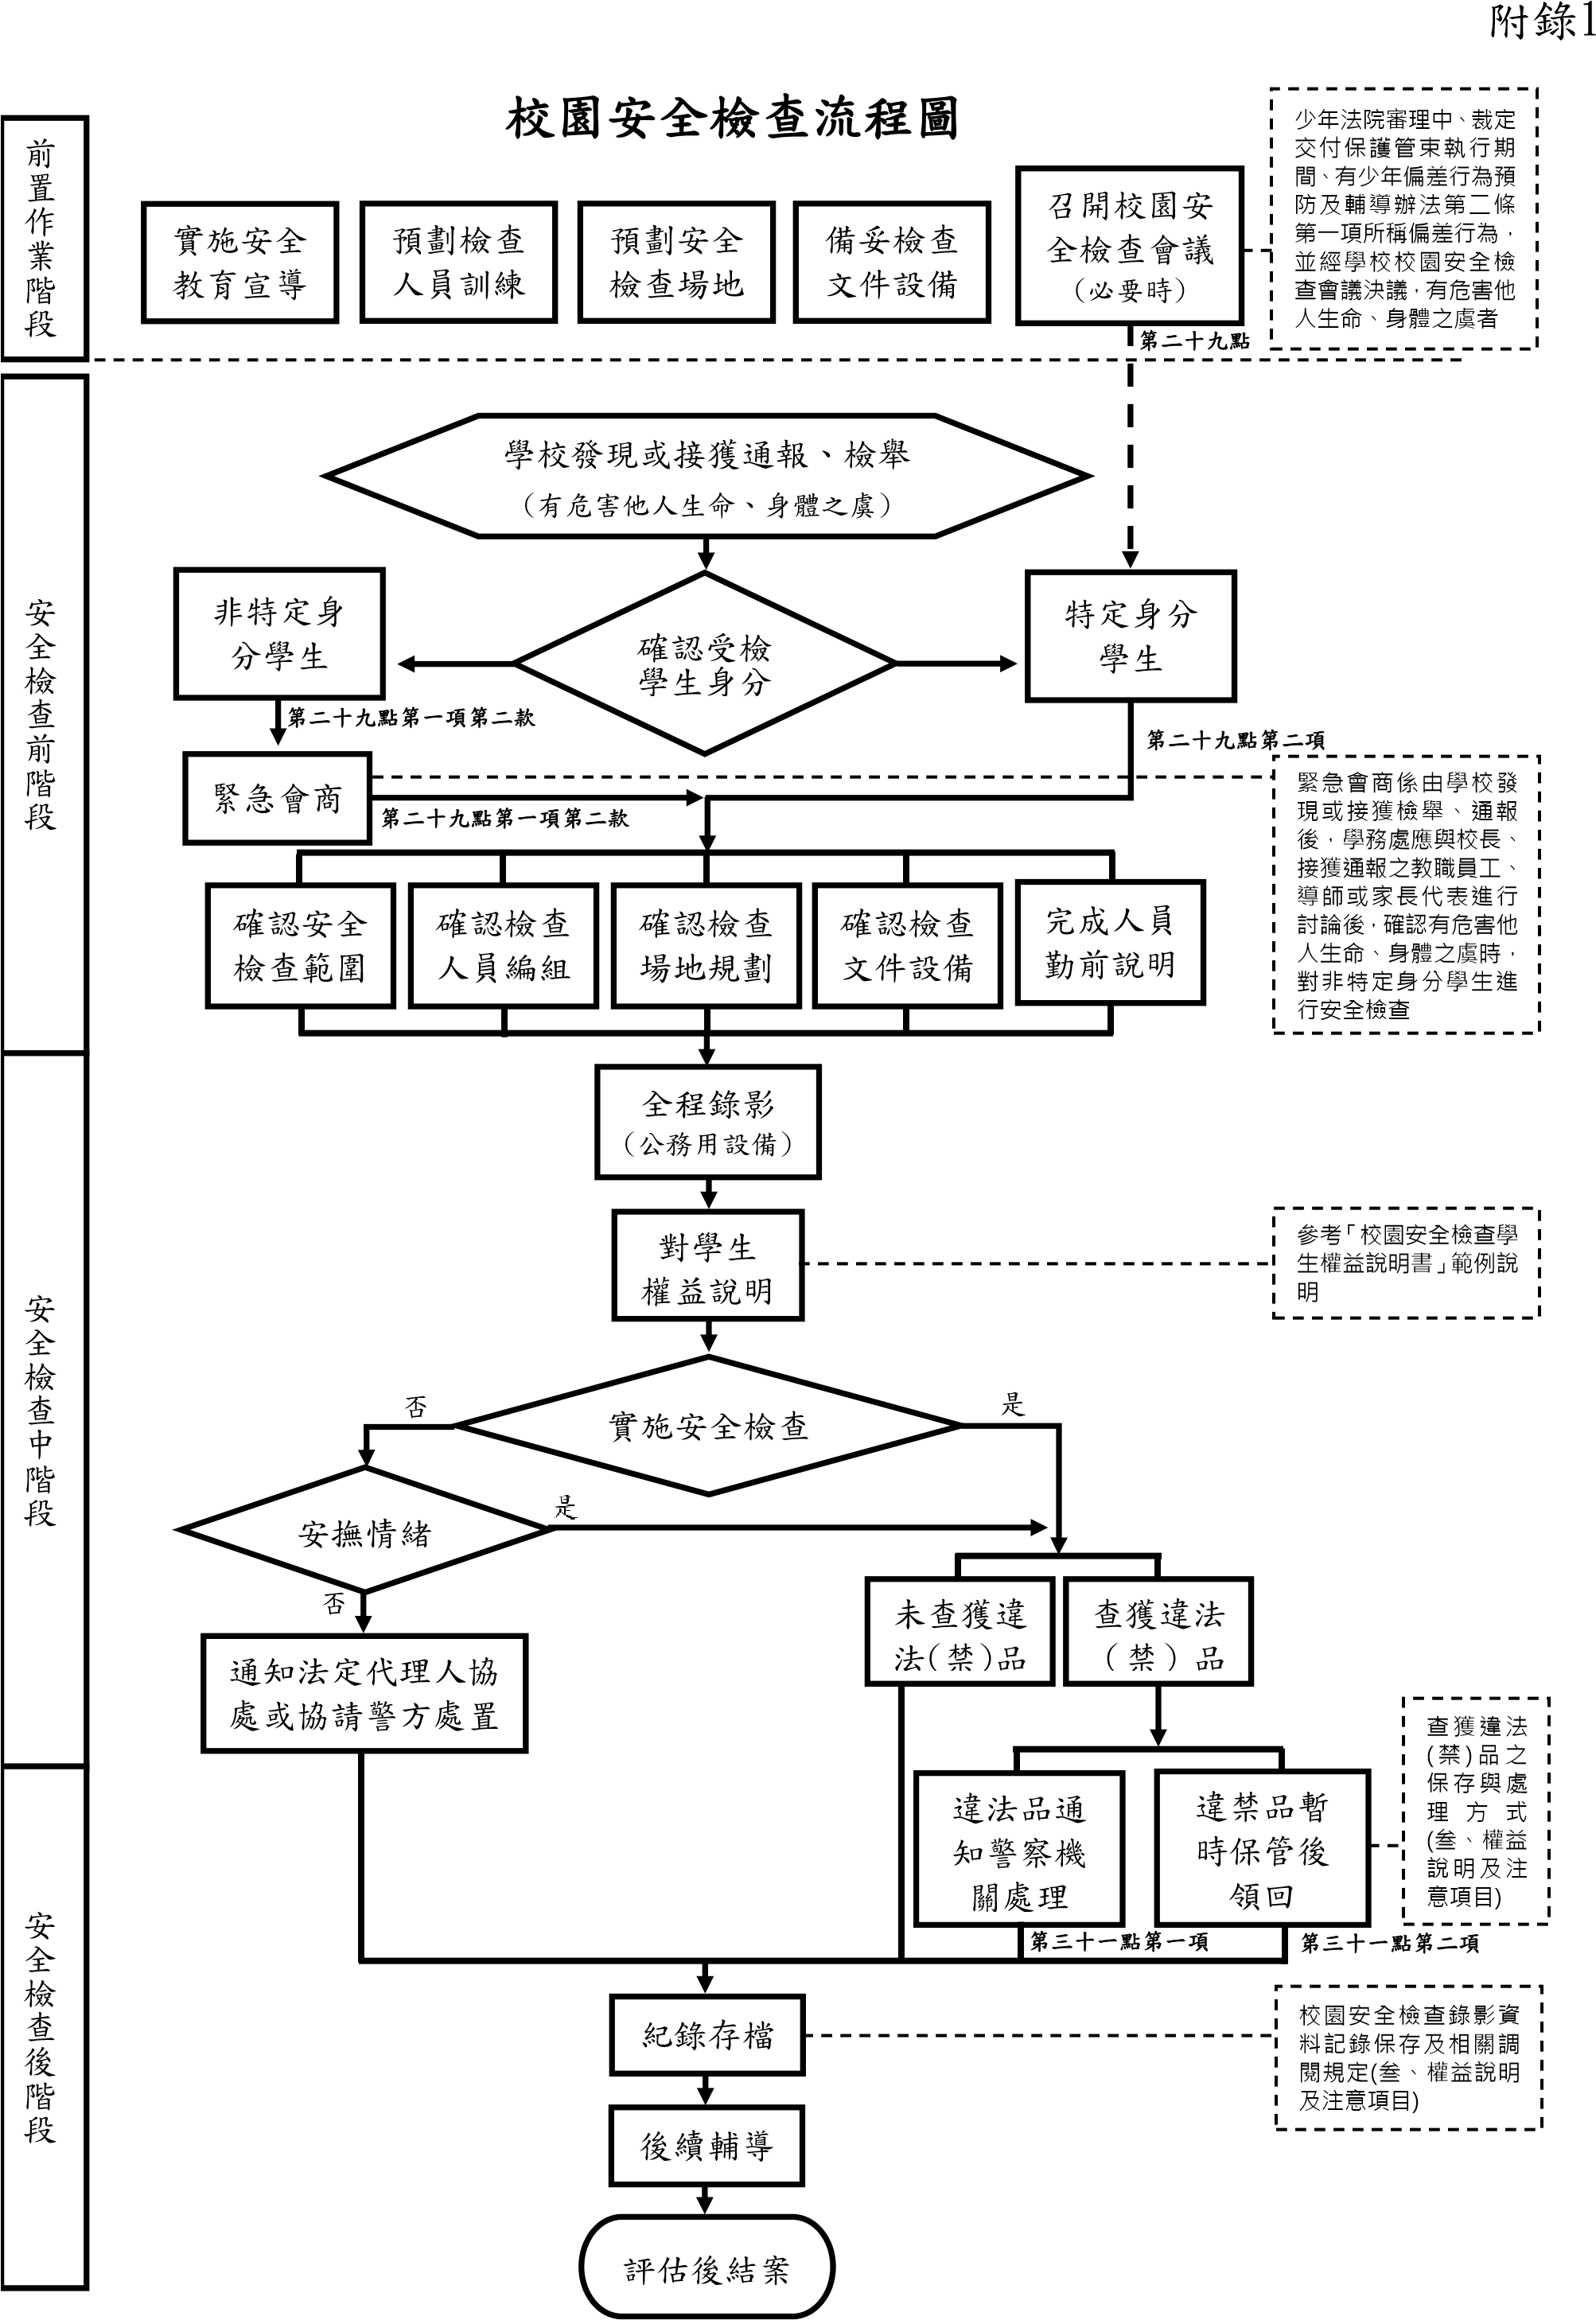 附錄1
校園安全檢查流程圖
前置作業階段
實施安全
教育宣導
預劃檢查
人員訓練
預劃安全
檢查場地
備妥檢查
文件設備
召開校園安
全檢查會議
（必要時）
少年法院審理中、裁定
交付保護管束執行期
間、有少年偏差行為預
防及輔導辦法第二條
第一項所稱偏差行為，
並經學校校園安全檢
查會議決議，有危害他
人生命、身體之虞者
第二十九點
安全檢查前階段
學校發現或接獲通報、檢舉
（有危害他人生命、身體之虞）
非特定身
分學生
確認受檢
學生身分
特定身分
學生
第二十九點第一項第二款
第二十九點第二項
緊急會商
第二十九點第一項第二款
緊急會商係由學校發
現或接獲檢舉、通報
後，學務處應與校長、
接獲通報之教職員工、
導師或家長代表進行
討論後，確認有危害他
人生命、身體之虞時，
對非特定身分學生進
行安全檢查
確認安全
檢查範圍
確認檢查
人員編組
確認檢查
場地規劃
確認檢查
文件設備
完成人員
勤前說明
安全檢查中階段
全程錄影
（公務用設備）
對學生
權益說明
參考「校園安全檢查學
生權益說明書」範例說
明
實施安全檢查
否
是
安撫情緒
是
否
通知法定代理人協
處或協請警方處置
未查獲違
法(禁)品
查獲違法
（禁）品
安全檢查後階段
違法品通
知警察機
關處理
違禁品暫
時保管後
領回
查獲違法
(禁)品之
保存與處
理方式
(叁、權益
說明及注
意項目)
第三十一點第一項
第三十一點第二項
紀錄存檔
校園安全檢查錄影資
料記錄保存及相關調
閱規定(叁、權益說明
及注意項目)
後續輔導
評估後結案